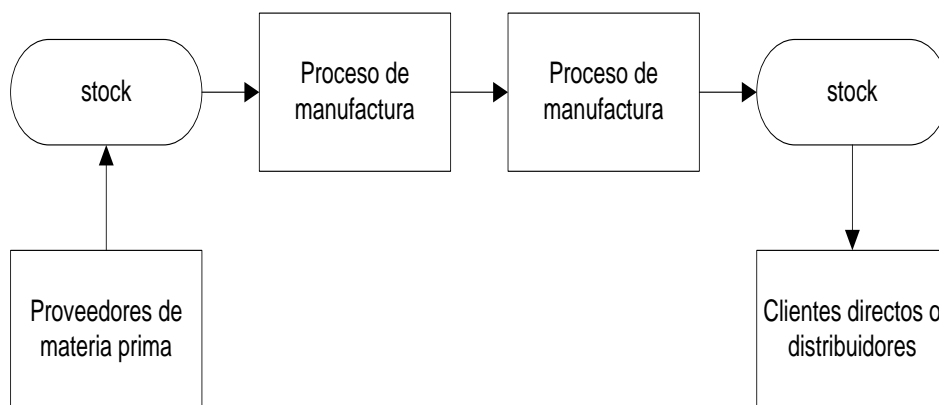 stock
Proceso de
manufactura
Proceso de
manufactura
stock
Proveedores de
materia prima
Clientes directos o
distribuidores